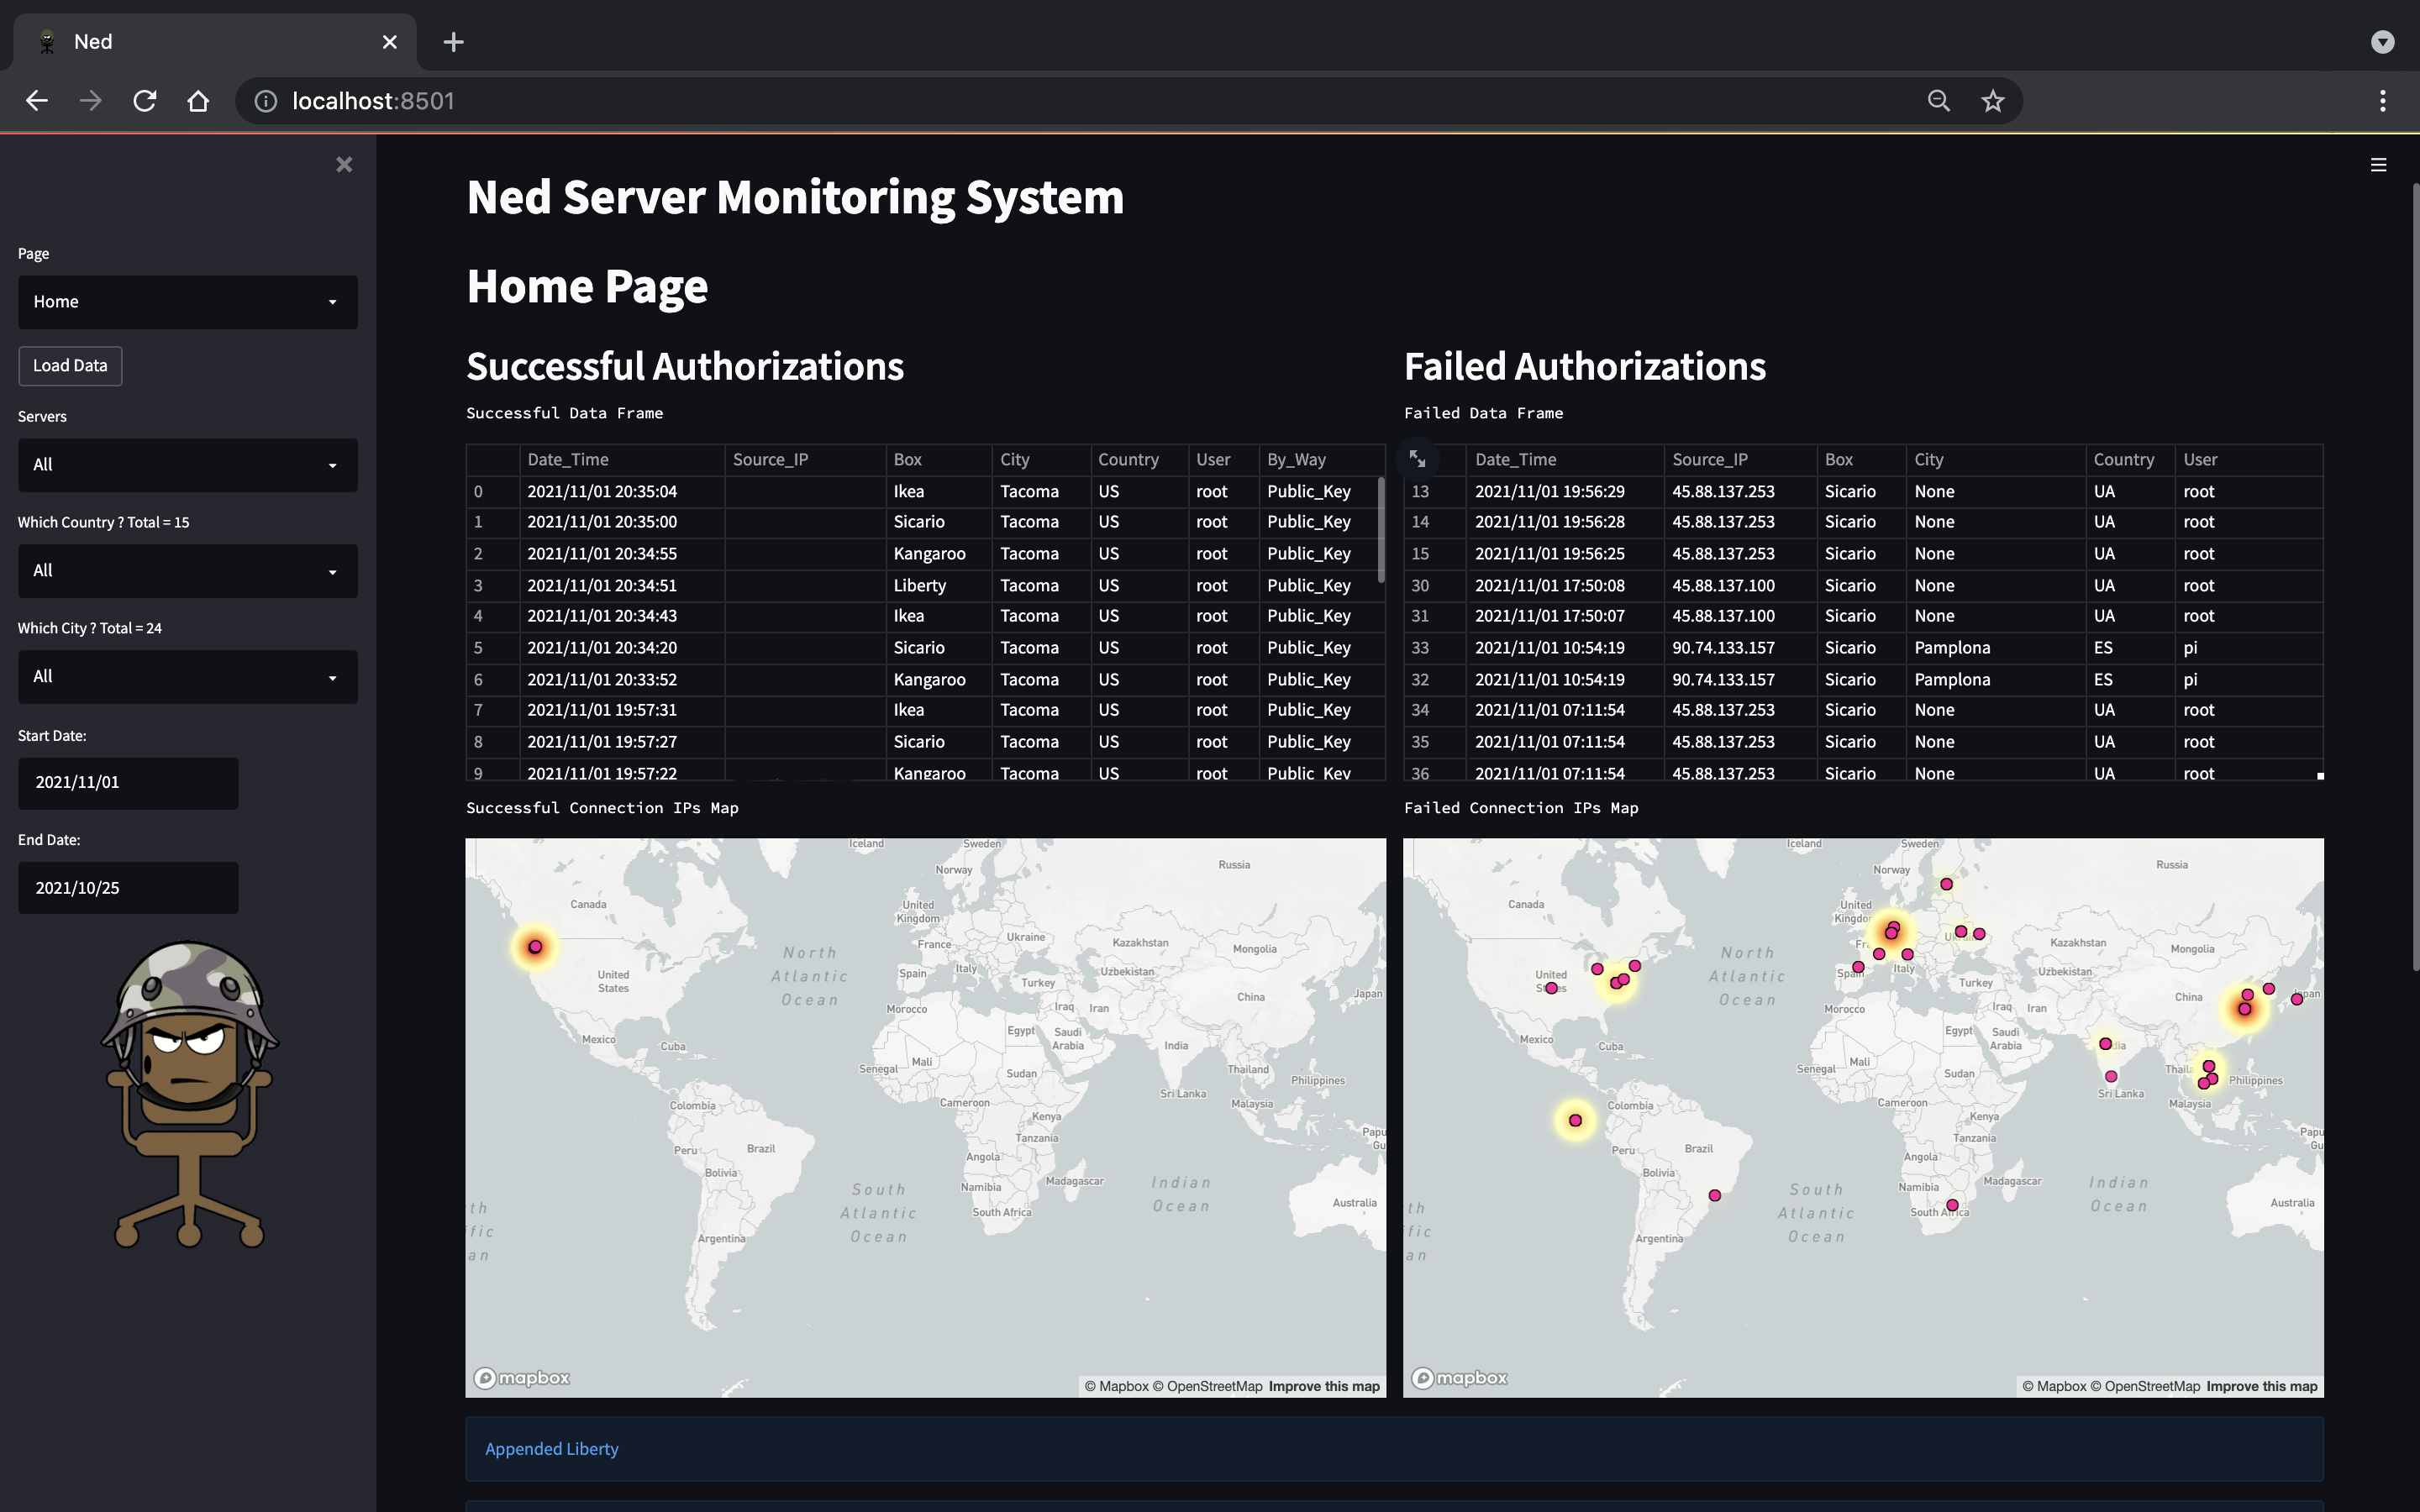 Ned
localhost:8501
Page
Home
Load Data
Servers
All
Which Country ? Total = 15
All
Which City ? Total = 24
All
Start Date:
2021/11/01
End Date:
2021/10/25
Ned Server Monitoring System
Home Page
Successful Authorizations
Successful Data Frame
Date_Time Source_IP Box City Country User By_Way
0 2021/11/01 20:35:04 Ikea Tacoma US root Public_Key
1 2021/11/01 20:35:00 Sicario Tacoma US root Public_Key
2 2021/11/01 20:34:55 Kangaroo Tacoma US root Public_Key
3 2021/11/01 20:34:51 Liberty Tacoma US root Public_Key
4 2021/11/01 20:34:43 Ikea Tacoma US root Public_Key
5 2021/11/01 20:34:20 Sicario Tacoma US root Public_Key
6 2021/11/01 20:33:52 Kangaroo Tacoma US root Public_Key
7 2021/11/01 19:57:31 Ikea Tacoma US root Public_Key
8 2021/11/01 19:57:27 Sicario Tacoma US root Public_Key
9 2021/11/01 19:57:22 Kangaroo Tacoma US root Public_Key
Failed Authorizations
Failed Data Frame
Date_Time Source_IP Box City Country User
13 2021/11/01 19:56:29 45.88.137.253 Sicario None UA root
14 2021/11/01 19:56:28 45.88.137.253 Sicario None UA root
15 2021/11/01 19:56:25 45.88.137.253 Sicario None UA root
30 2021/11/01 17:50:08 45.88.137.100 Sicario None UA root
31 2021/11/01 17:50:07 45.88.137.100 Sicario None UA root
33 2021/11/01 10:54:19 90.74.133.157 Sicario Pamplona ES pi
32 2021/11/01 10:54:19 90.74.133.157 Sicario Pamplona ES pi
34 2021/11/01 07:11:54 45.88.137.253 Sicario None UA root
35 2021/11/01 07:11:54 45.88.137.253 Sicario None UA root
36 2021/11/01 07:11:54 45.88.137.253 Sicario None UA root
Successful Connection IPs Map
Iceland
Sweden
Norway
Russia
Canada
United
Kingdom
France
Ukraine
Kazakhstan
Mongolia
North
Atlantic
Ocean
United
States
Spain
Italy
Uzbekistan
Turkey
China
Japan
Morocco
Iraq
Iran
Mexico
Cuba
Egypt
Saudi
Arabia
India
Senegal
Mali
Sudan
Thailand
Philippines
Sri Lanka
Colombia
Cameroon
Kenya
Malaysia
Tanzania
Papu
Gu
Peru
Brazil
Angola
Bolivia
Namibia
Madagascar
South
Atlantic
Ocean
Indian
Ocean
Australia
South Africa
Argentina
th
fic
an
mapbox
© Mapbox © OpenStreetMap Improve this map
Failed Connection IPs Map
Iceland
Sweden
Norway
Russia
Canada
United
Kingdo
Fr
Kazakhstan
Mongolia
North
Atlantic
Ocean
United
Spain
Italy
Uzbekistan
Turkey
China
Morocco
Iraq
Iran
Mexico
Cuba
Egypt
Saudi
Arabia
Senegal
Mali
Sudan
Philippines
Sri Lanka
Colombia
Cameroon
Kenya
Malaysia
Tanzania
Papu
Gu
Peru
Brazil
Angola
Bolivia
Namibia
Madagascar
South
Atlantic
Ocean
Indian
Ocean
Australia
South Africa
Argentina
th
fic
an
mapbox
© Mapbox © OpenStreetMap Improve this map
Appended Liberty